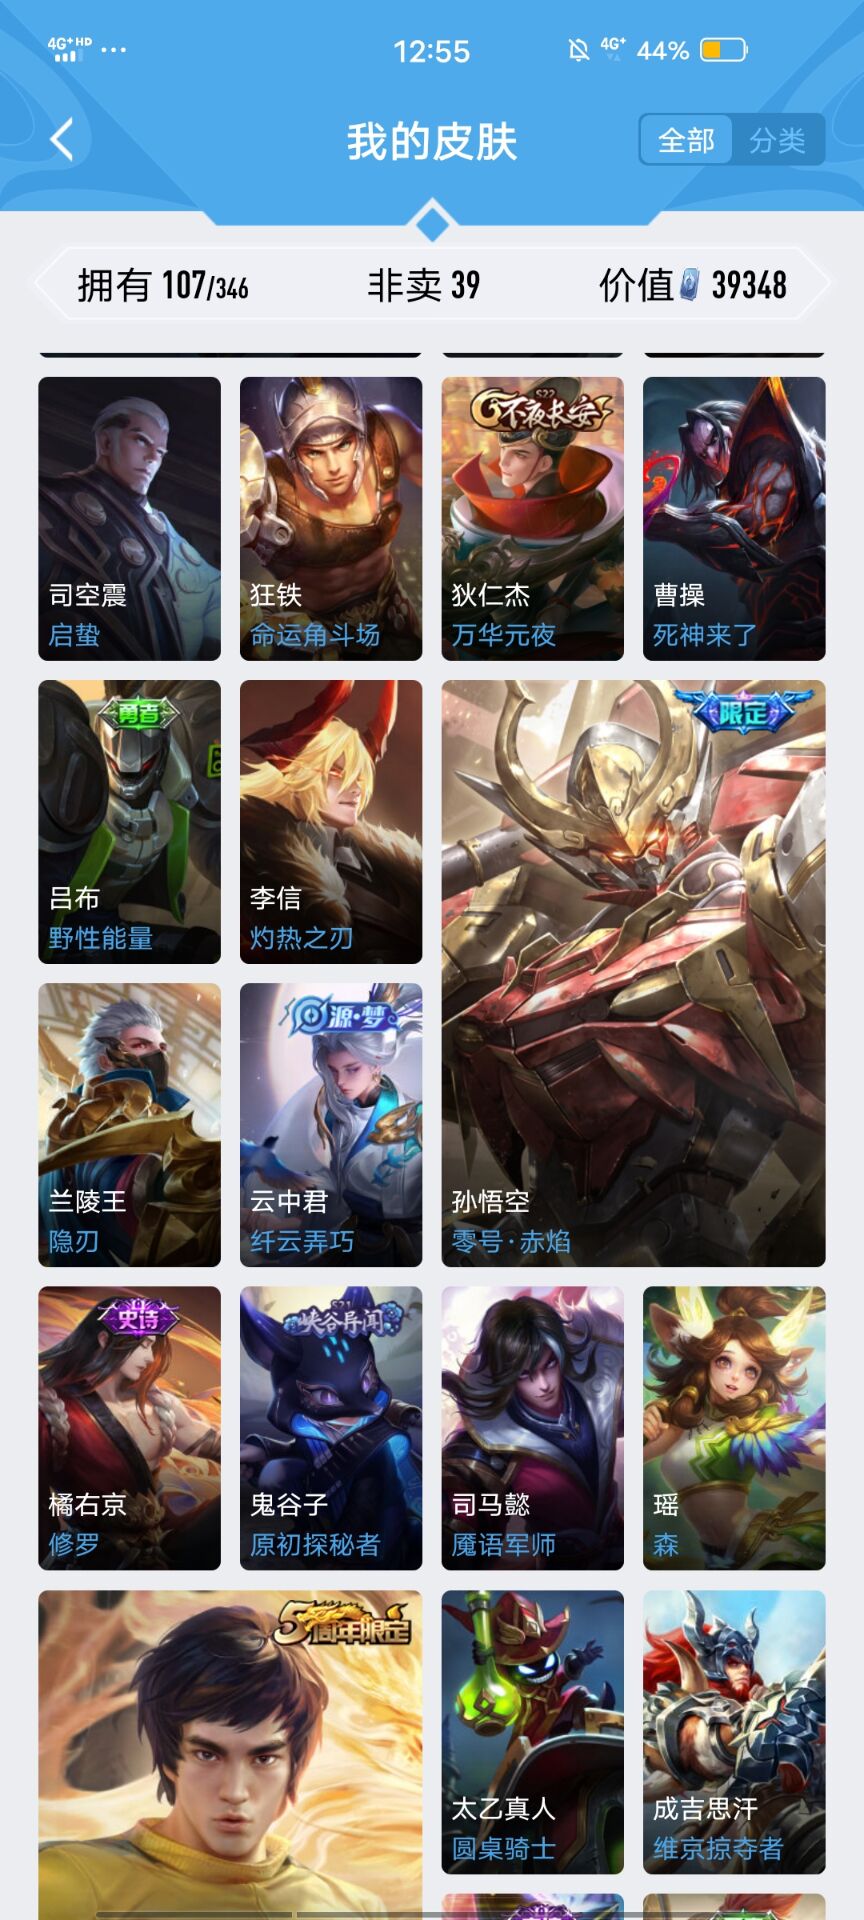 4G+ HD
12:55
4G+ 44%
我的皮肤
全部 分类
拥有 107/346 非卖 39 价值 39348
司空震
启蛰
狂铁
命运角斗场
S22
不夜长安
狄仁杰
万华元夜
曹操
死神来了
勇者
吕布
野性能量
李信
灼热之刃
限定
孙悟空
零号·赤焰
兰陵王
隐刃
源·梦
云中君
纤云弄巧
史诗
橘右京
修罗
S21
峡谷异闻
鬼谷子
原初探秘者
司马懿
魇语军师
瑶
森
5周年限定
太乙真人
圆桌骑士
成吉思汗
维京掠夺者